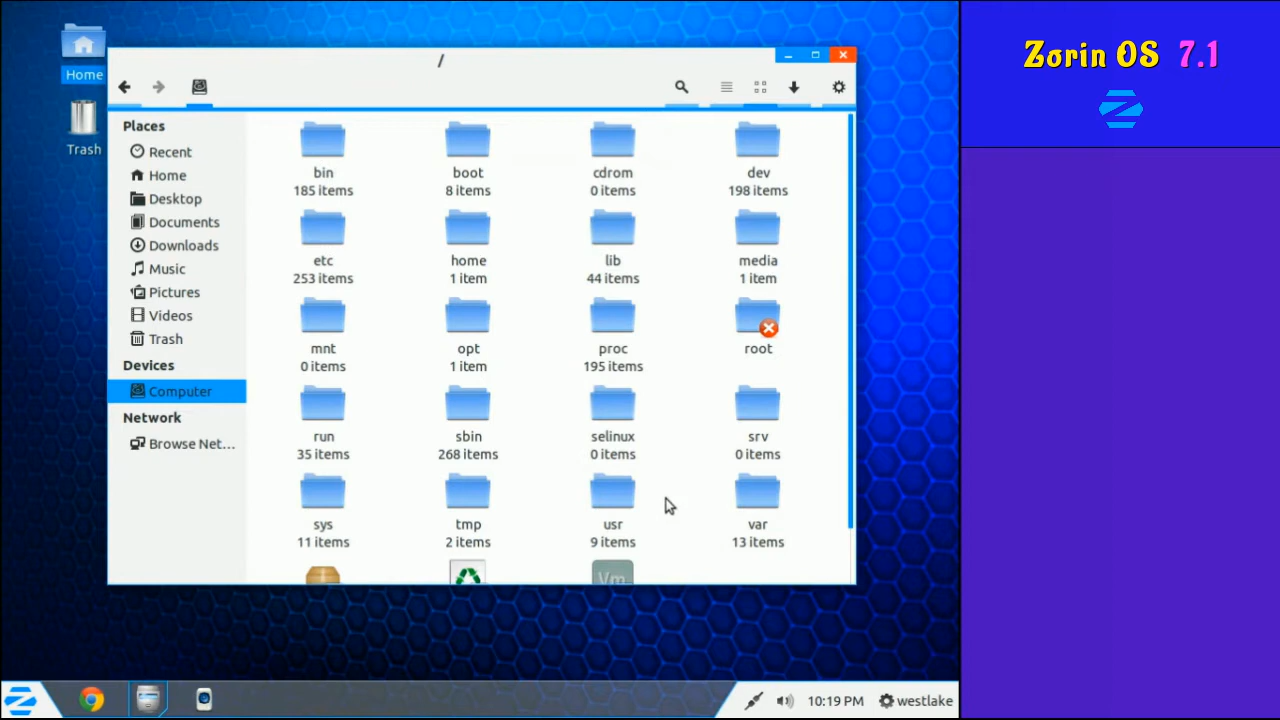 Zorin OS 7.1
Home
Trash
/
Places
Recent
Home
Desktop
Documents
Downloads
Music
Pictures
Videos
Trash
Devices
Computer
Network
Browse Net...
bin boot cdrom dev
185 items 8 items 0 items 198 items
etc home lib media
253 items 1 item 44 items 1 item
mnt opt proc root
0 items 1 item 195 items
run sbin selinux srv
35 items 268 items 0 items 0 items
sys tmp usr var
11 items 2 items 9 items 13 items
Vm
10:19 PM westlake